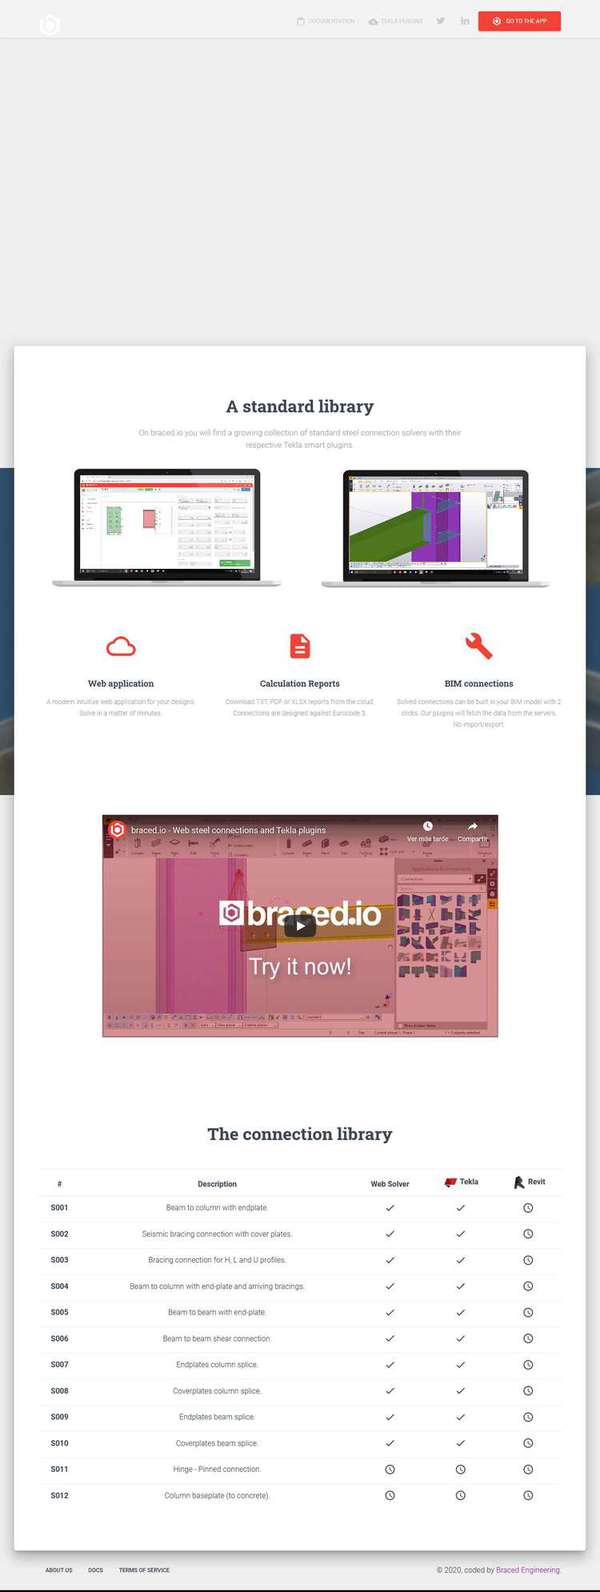 DOCUMENTATION
TEKLA PLUGINS
GO TO THE APP
A standard library
On braced.io you will find a growing collection of standard steel connection solvers with their
respective Tekla smart plugins.
Web application
A modern intuitive web application for your designs.
Solve in a matter of minutes.
Calculation Reports
Download TXT, PDF or XLSX reports from the cloud.
Connections are designed against Eurocode 3.
BIM connections
Solved connections can be built in your BIM model with 2
clicks. Our plugins will fetch the data from the servers.
No import/export.
braced.io - Web steel connections and Tekla plugins
Ver más tarde
Compartir
braced.io
Try it now!
The connection library
# Description Web Solver Tekla Revit
S001 Beam to column with endplate.
S002 Seismic bracing connection with cover plates.
S003 Bracing connection for H, L and U profiles.
S004 Beam to column with end-plate and arriving bracings.
S005 Beam to beam with end-plate.
S006 Beam to beam shear connection
S007 Endplates column splice.
S008 Coverplates column splice.
S009 Endplates beam splice.
S010 Coverplates beam splice.
S011 Hinge - Pinned connection.
S012 Column baseplate (to concrete).
ABOUT US DOCS TERMS OF SERVICE
© 2020, coded by Braced Engineering.